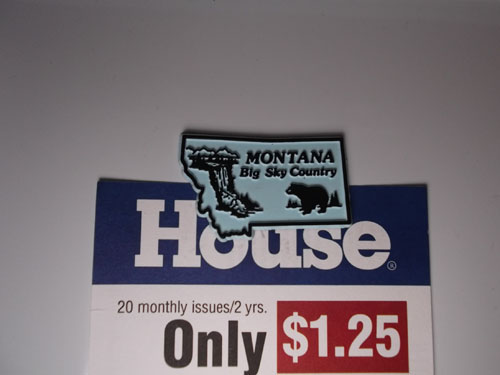 MONTANA
Big Sky Country
House®
20 monthly issues/2 yrs.
Only $1.25